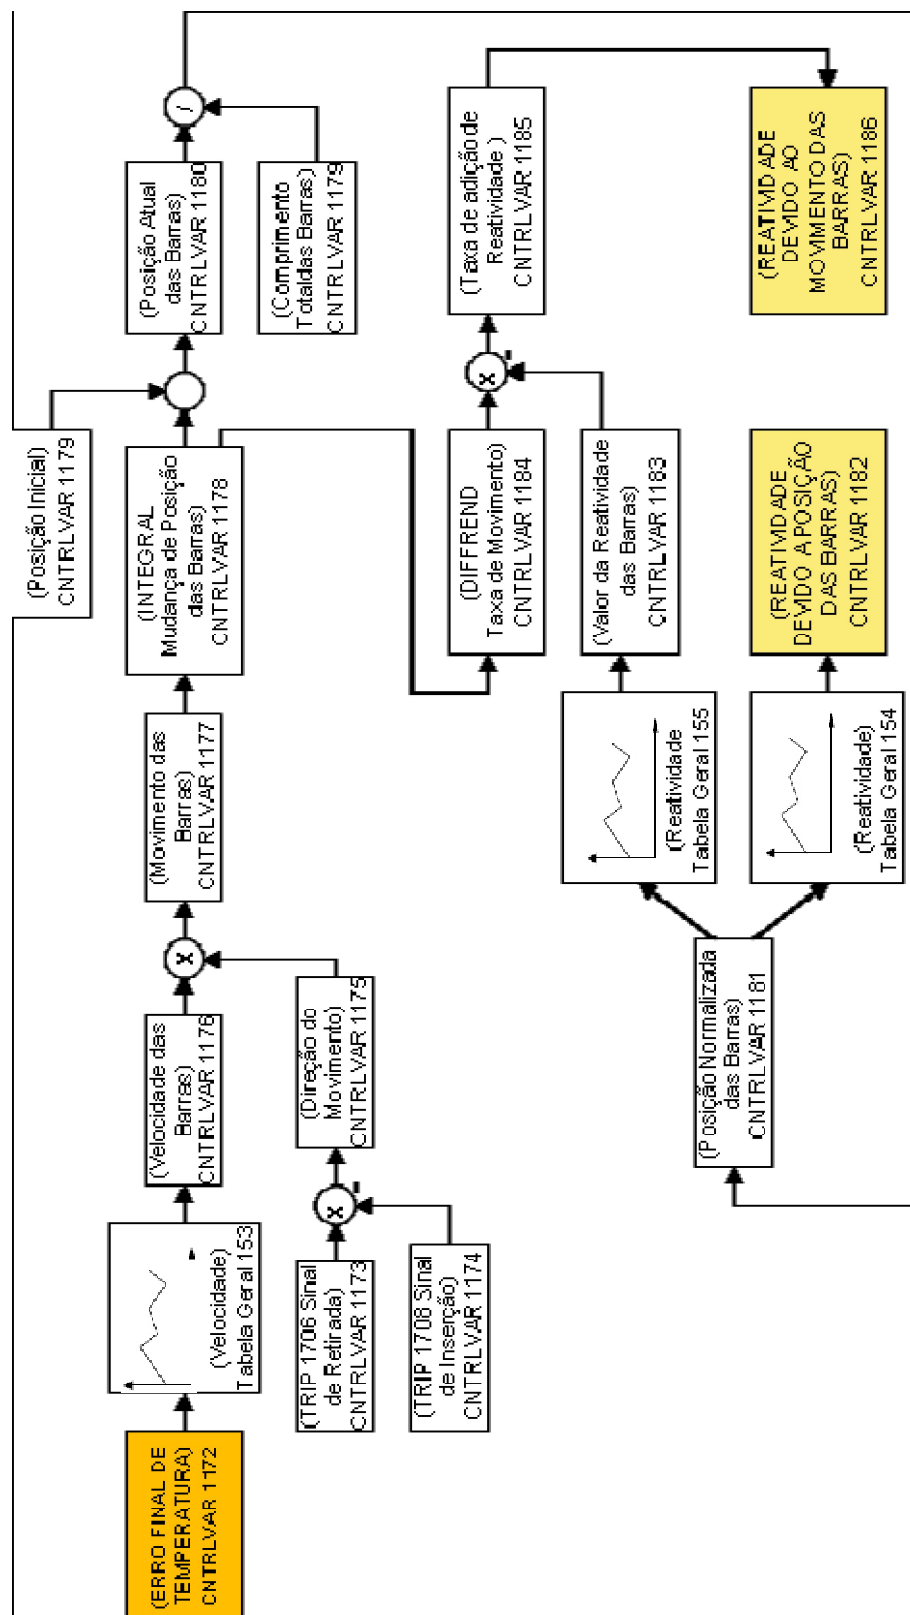 (ERRO FINAL DE
TEMPERATURA)
CNTRLVAR 1172
(Velocidade)
Tabela Geral 153
(Velocidade das
Barras)
CNTRLVAR 1176
X
(Movimento das
Barras)
CNTRLVAR 1177
(INTEGRAL
Mudança de Posição
das Barras)
CNTRLVAR 1178
(Posição Inicial)
CNTRLVAR 1179
(Posição Atual
das Barras)
CNTRLVAR 1180
/
(Comprimento
Totaldas Barras)
CNTRLVAR 1179
(TRIP 1706 Sinal
de Retirada)
CNTRLVAR 1173
X
-
(Direção do
Movimento)
CNTRLVAR 1175
(TRIP 1708 Sinal
de Inserção)
CNTRLVAR 1174
(DIFFREND
Taxa de Movimento)
CNTRLVAR 1184
X
-
(Taxa de adição de
Reatividade )
CNTRLVAR 1185
(Posição Normalizada
das Barras)
CNTRLVAR 1181
(Reatividade
Tabela Geral 155
(Valor da Reatividade
das Barras)
CNTRLVAR 1183
(Reatividade)
Tabela Geral 154
(REATIVIDADE
DEVIDO A POSIÇÃO
DAS BARRAS)
CNTRLVAR 1182
(REATIVIDADE
DEVIDO AO
MOVIMENTO DAS
BARRAS)
CNTRLVAR 1186